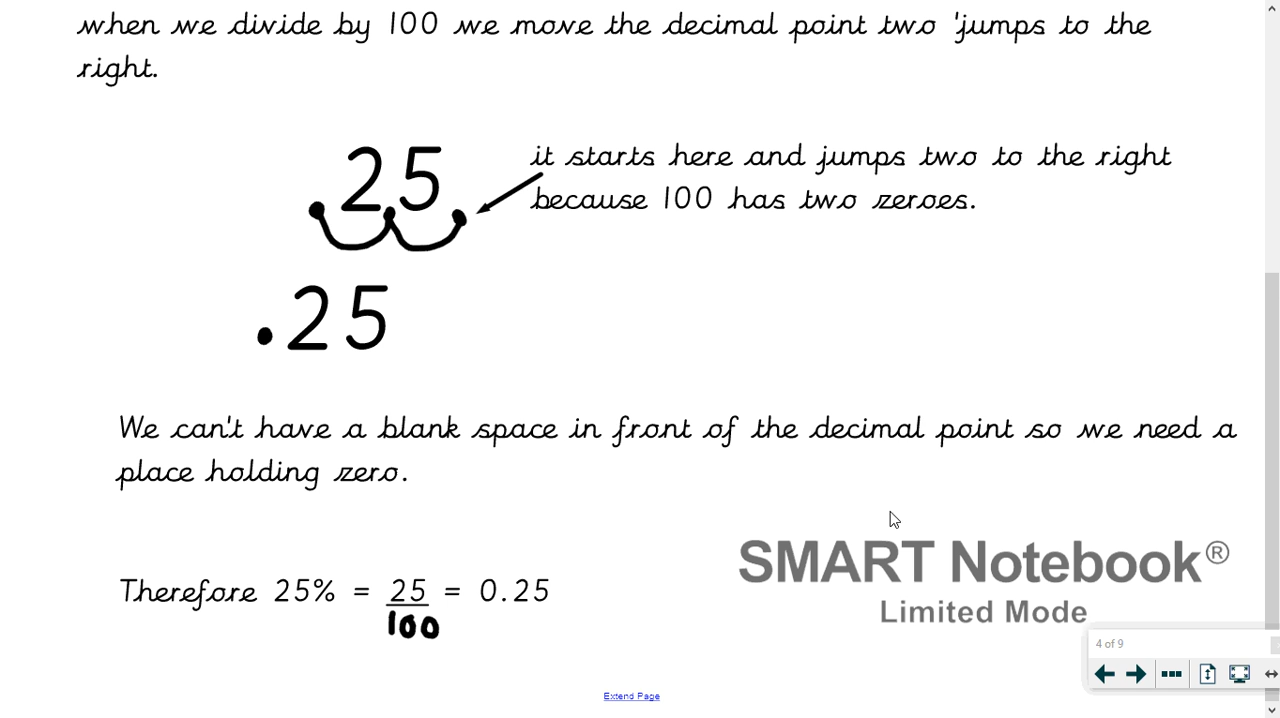 when we divide by 100 we move the decimal point two 'jumps to the
right.
.25.
it starts here and jumps two to the right
because 100 has two zeroes.
.25
We can't have a blank space in front of the decimal point so we need a
place holding zero.
Therefore 25% = 25 = 0.25
100
SMART Notebook®
Limited Mode
4 of 9
Extend Page